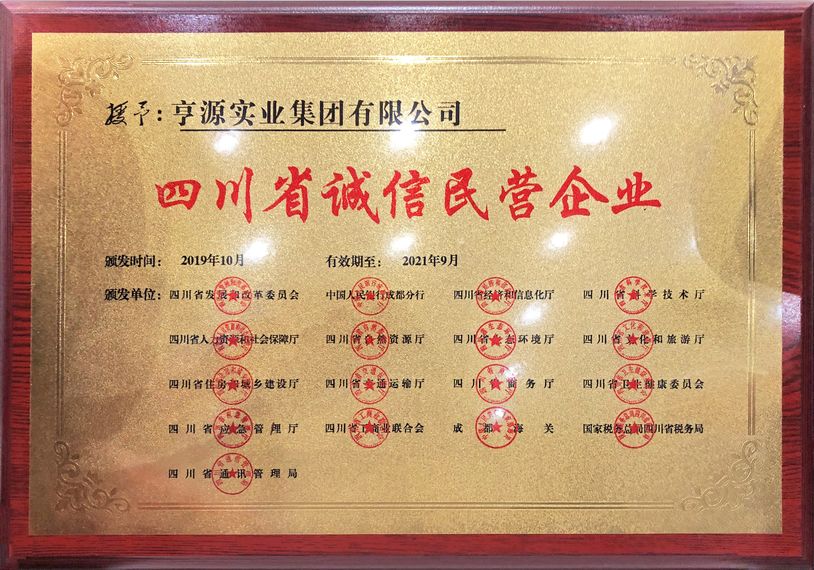 授予：亨源实业集团有限公司
四川省诚信民营企业
颁发时间： 2019年10月 有效期至： 2021年9月
颁发单位：四川省发展和改革委员会 中国人民银行成都分行 四川省经济和信息化厅 四川省科学技术厅
四川省人力资源和社会保障厅 四川省自然资源厅 四川省生态环境厅 四川省文化和旅游厅
四川省住房和城乡建设厅 四川省交通运输厅 四川省商务厅 四川省卫生健康委员会
四川省应急管理厅 四川省工商业联合会 成都海关 国家税务总局四川省税务局
四川省通讯管理局